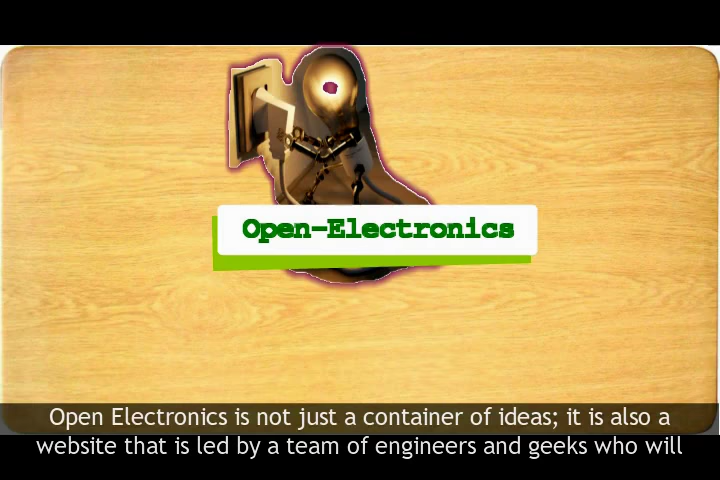 Open-Electronics
Open Electronics is not just a container of ideas; it is also a
website that is led by a team of engineers and geeks who will